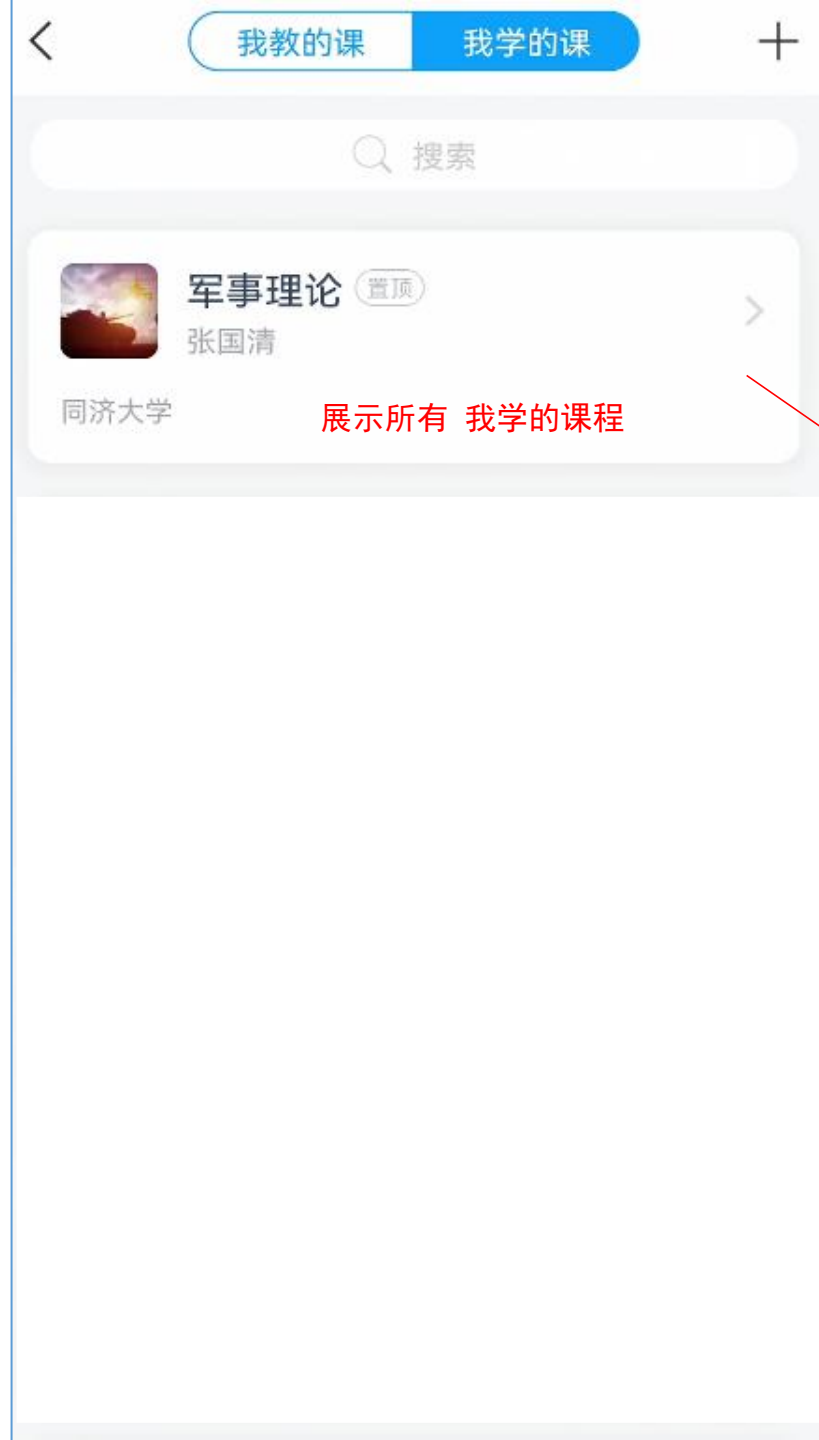 我教的课 我学的课
搜索
军事理论 置顶
张国清
同济大学
展示所有 我学的课程